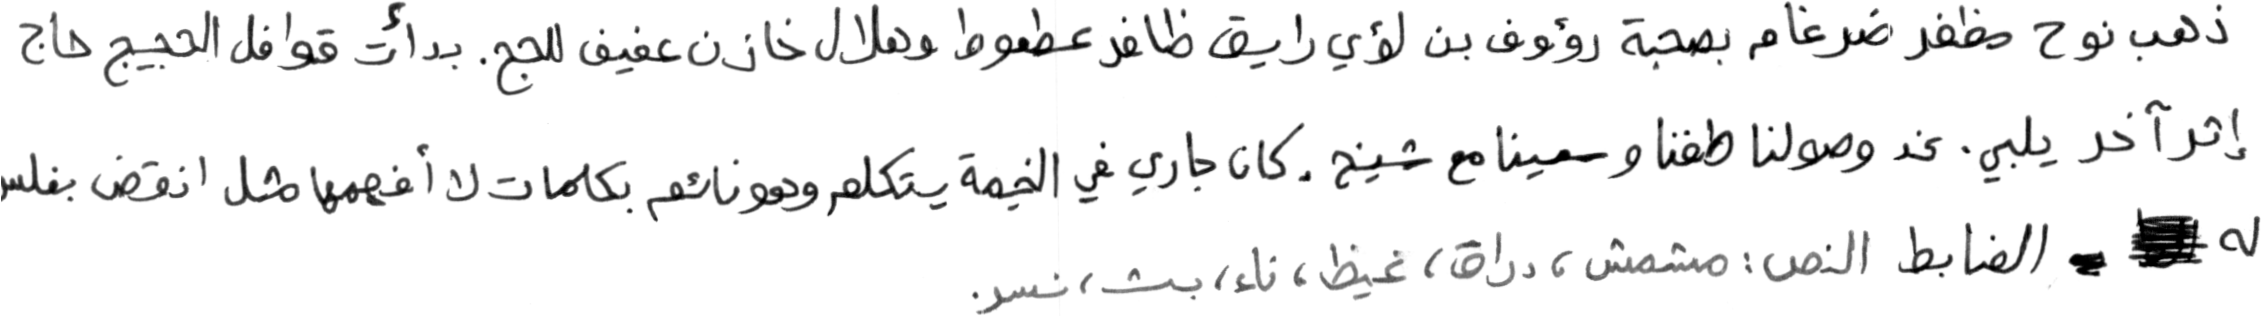 ذهب نوح مظفر ضرغام بصحبة رؤوف بن لؤي رايق ظافر عطعوط وهلال خازن عفيف للحج. بدأت قوافل الحجيج حاج
إثر آخر يلبي. عند وصولنا طفنا وسعينا مع شيخ. كان جاري في الخيمة يتكلم وهو نائم بكلمات لا أفهمها مثل انقض بفلس
له الضابط النص: مشمش، دراق، غيظ، ناء، بث، نسر.